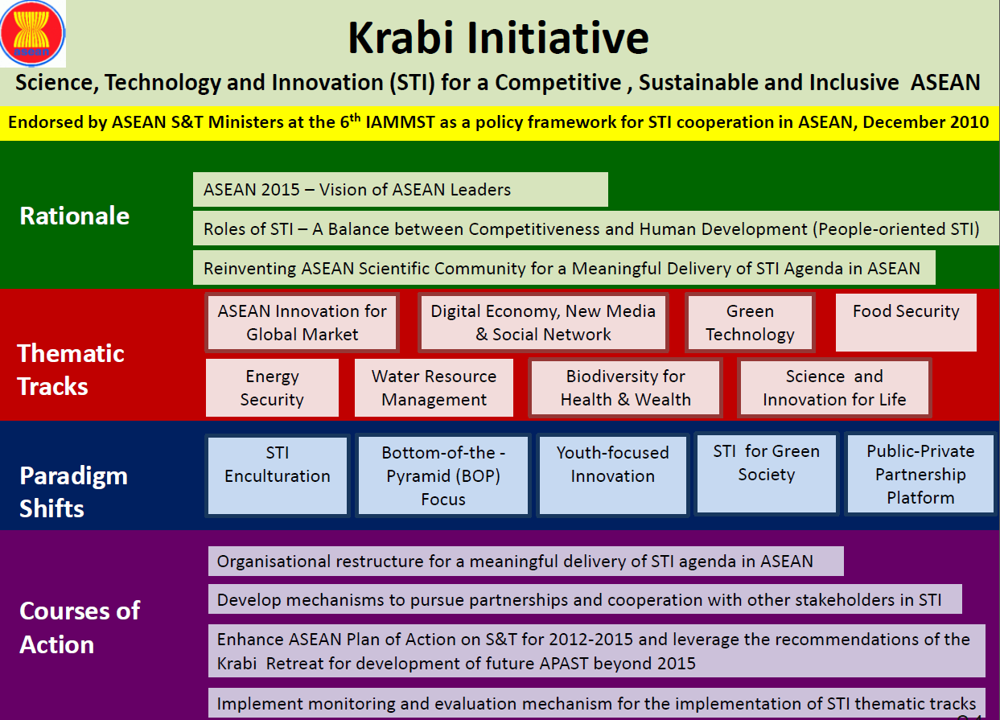 asean
Krabi Initiative
Science, Technology and Innovation (STI) for a Competitive , Sustainable and Inclusive ASEAN
Endorsed by ASEAN S&T Ministers at the 6th IAMMST as a policy framework for STI cooperation in ASEAN, December 2010
Rationale
ASEAN 2015 – Vision of ASEAN Leaders
Roles of STI – A Balance between Competitiveness and Human Development (People-oriented STI)
Reinventing ASEAN Scientific Community for a Meaningful Delivery of STI Agenda in ASEAN
Thematic
Tracks
ASEAN Innovation for
Global Market
Digital Economy, New Media
& Social Network
Green
Technology
Food Security
Energy
Security
Water Resource
Management
Biodiversity for
Health & Wealth
Science and
Innovation for Life
Paradigm
Shifts
STI
Enculturation
Bottom-of-the -
Pyramid (BOP)
Focus
Youth-focused
Innovation
STI for Green
Society
Public-Private
Partnership
Platform
Courses of
Action
Organisational restructure for a meaningful delivery of STI agenda in ASEAN
Develop mechanisms to pursue partnerships and cooperation with other stakeholders in STI
Enhance ASEAN Plan of Action on S&T for 2012-2015 and leverage the recommendations of the
Krabi Retreat for development of future APAST beyond 2015
Implement monitoring and evaluation mechanism for the implementation of STI thematic tracks